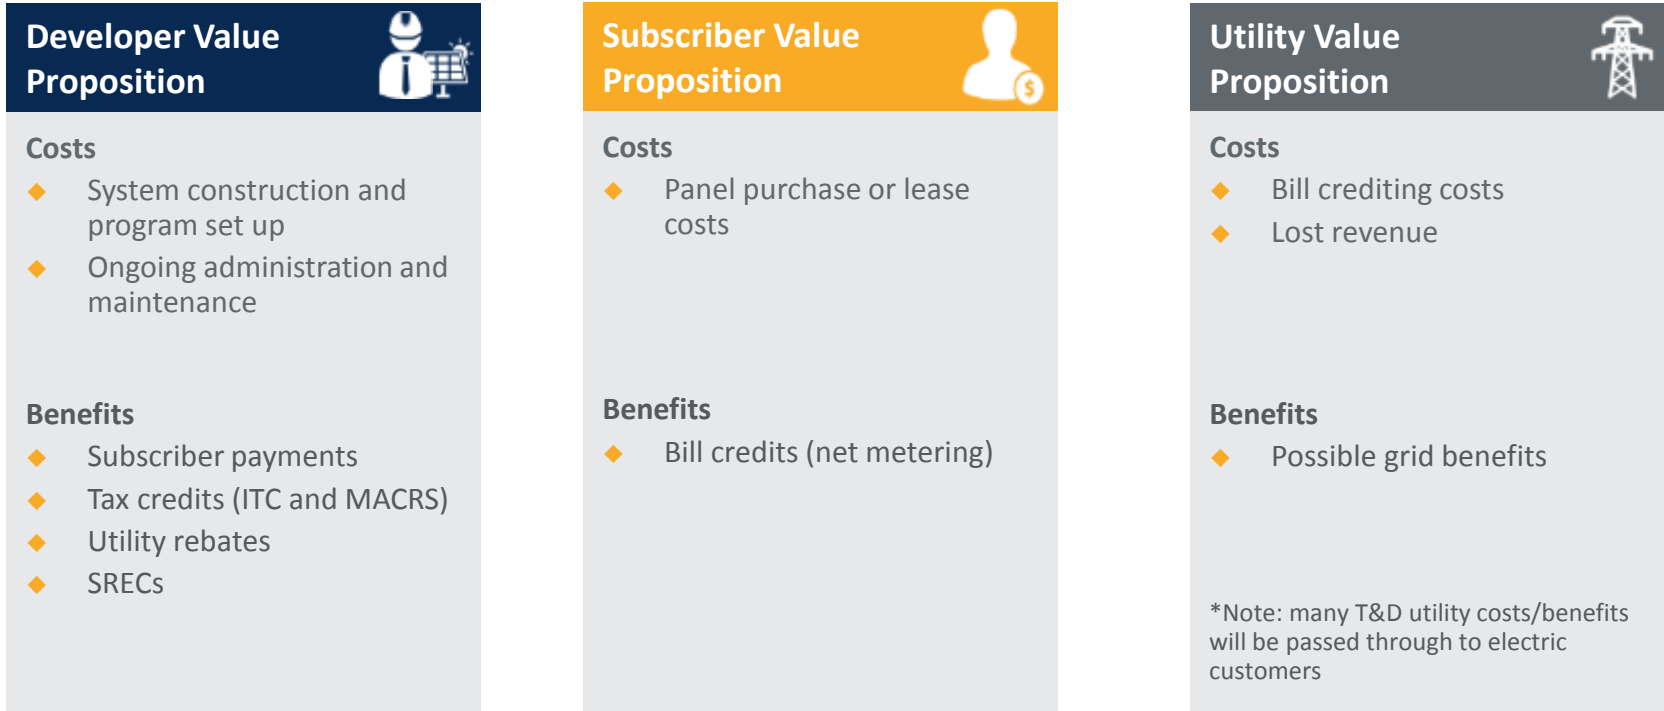 Developer Value
Proposition
Costs
◆ System construction and
program set up
◆ Ongoing administration and
maintenance
Benefits
◆ Subscriber payments
◆ Tax credits (ITC and MACRS)
◆ Utility rebates
◆ SRECs
Subscriber Value
Proposition
$
Costs
◆ Panel purchase or lease
costs
Benefits
◆ Bill credits (net metering)
Utility Value
Proposition
Costs
◆ Bill crediting costs
◆ Lost revenue
Benefits
◆ Possible grid benefits
*Note: many T&D utility costs/benefits
will be passed through to electric
customers